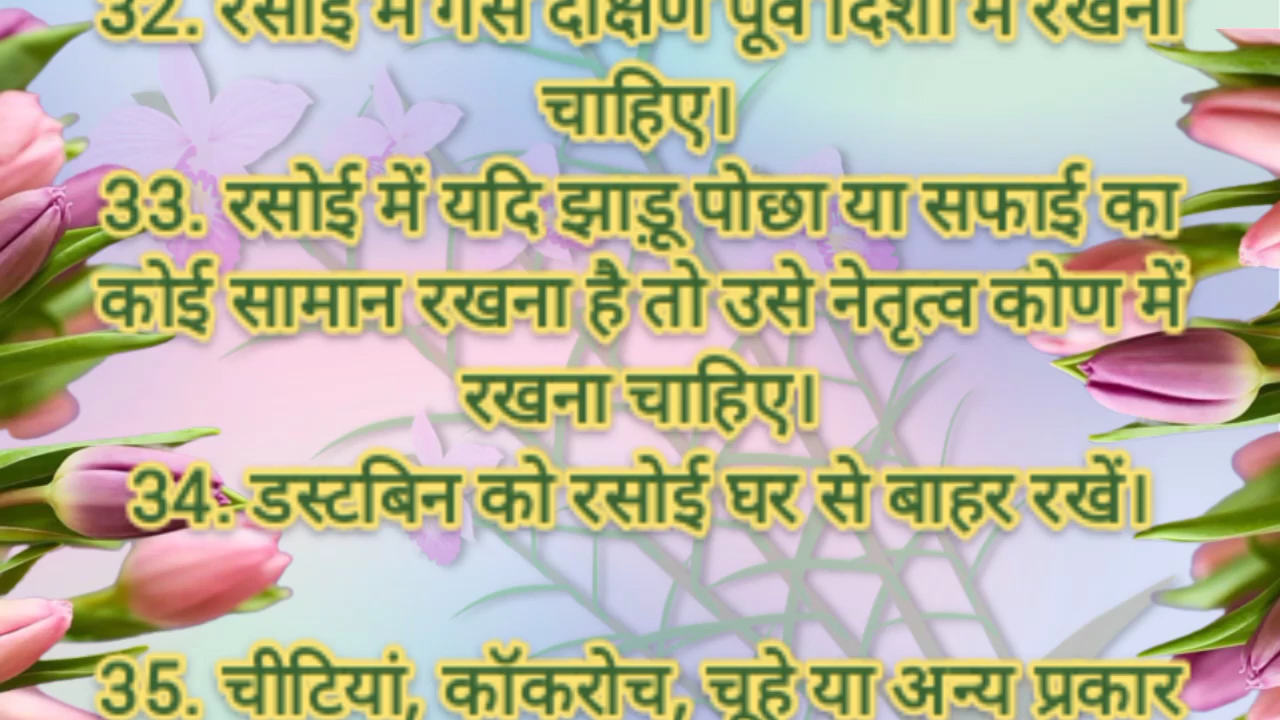 32. रसोई में गैस दक्षिण पूर्व दिशा में रखना
चाहिए।
33. रसोई में यदि झाड़ू पोछा या सफाई का
कोई सामान रखना है तो उसे नेतृत्व कोण में
रखना चाहिए।
34. डस्टबिन को रसोई घर से बाहर रखें।
35. चीटियां, कॉकरोच, चूहे या अन्य प्रकार